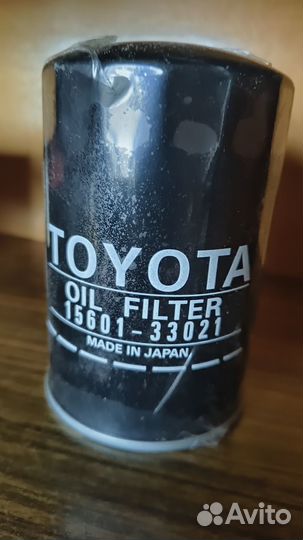 TOYOTA
OIL FILTER
15601-33021
MADE IN JAPAN
Avito